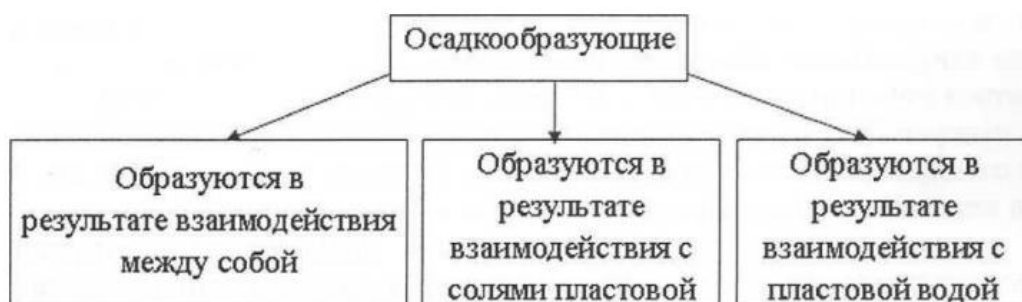 Осадкообразующие
Образуются в
результате взаимодействия
между собой
Образуются в
результате
взаимодействия с
солями пластовой
Образуются в
результате
взаимодействия с
пластовой водой